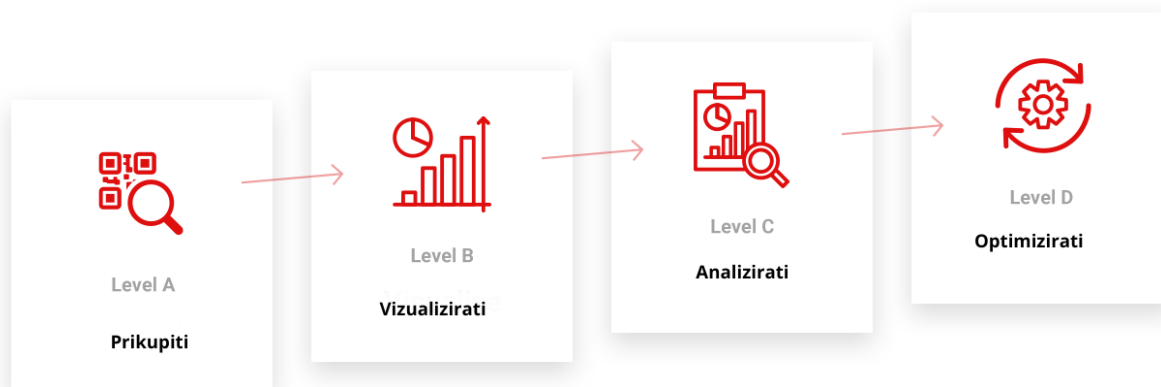 Level A
Prikupiti
Level B
Vizualizirati
Level C
Analizirati
Level D
Optimizirati